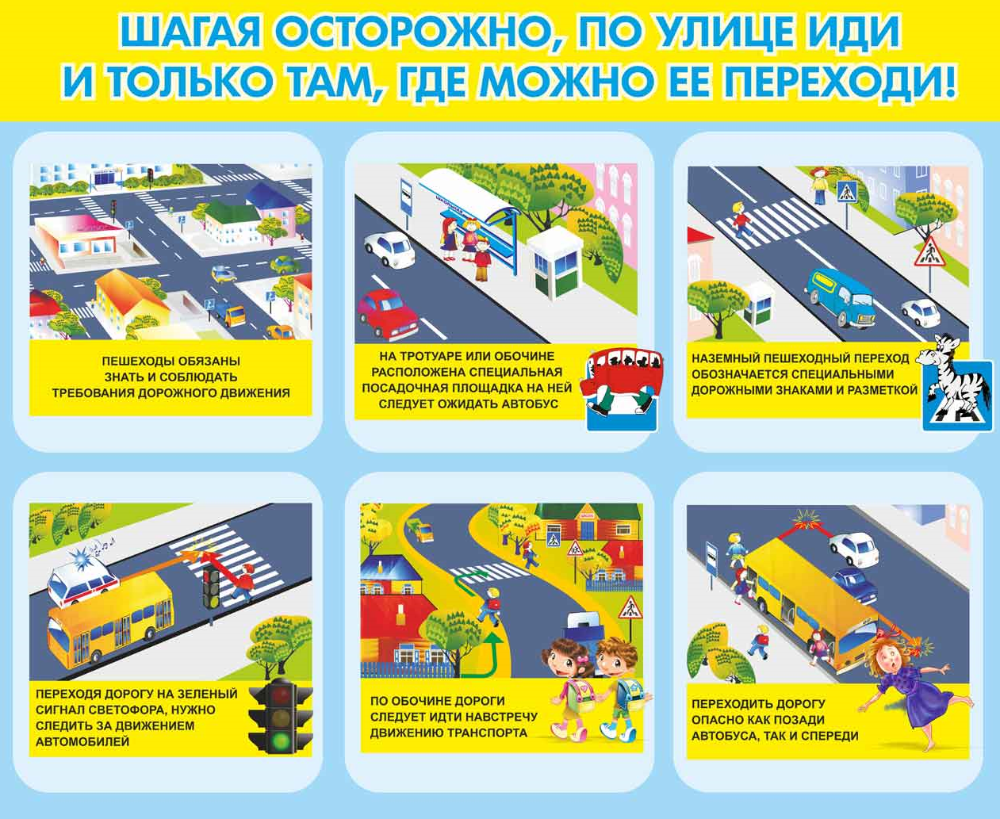 ШАГАЯ ОСТОРОЖНО, ПО УЛИЦЕ ИДИ
И ТОЛЬКО ТАМ, ГДЕ МОЖНО ЕЕ ПЕРЕХОДИ!
ПЕШЕХОДЫ ОБЯЗАНЫ
ЗНАТЬ И СОБЛЮДАТЬ
ТРЕБОВАНИЯ ДОРОЖНОГО ДВИЖЕНИЯ
ШКОЛЬНАЯ
НА ТРОТУАРЕ ИЛИ ОБОЧИНЕ
РАСПОЛОЖЕНА СПЕЦИАЛЬНАЯ
ПОСАДОЧНАЯ ПЛОЩАДКА НА НЕЙ
СЛЕДУЕТ ОЖИДАТЬ АВТОБУС
НАЗЕМНЫЙ ПЕШЕХОДНЫЙ ПЕРЕХОД
ОБОЗНАЧАЕТСЯ СПЕЦИАЛЬНЫМИ
ДОРОЖНЫМИ ЗНАКАМИ И РАЗМЕТКОЙ
ПЕРЕХОДЯ ДОРОГУ НА ЗЕЛЕНЫЙ
СИГНАЛ СВЕТОФОРА, НУЖНО
СЛЕДИТЬ ЗА ДВИЖЕНИЕМ
АВТОМОБИЛЕЙ
ШКОЛА
ПО ОБОЧИНЕ ДОРОГИ
СЛЕДУЕТ ИДТИ НАВСТРЕЧУ
ДВИЖЕНИЮ ТРАНСПОРТА
ПЕРЕХОДИТЬ ДОРОГУ
ОПАСНО КАК ПОЗАДИ
АВТОБУСА, ТАК И СПЕРЕДИ